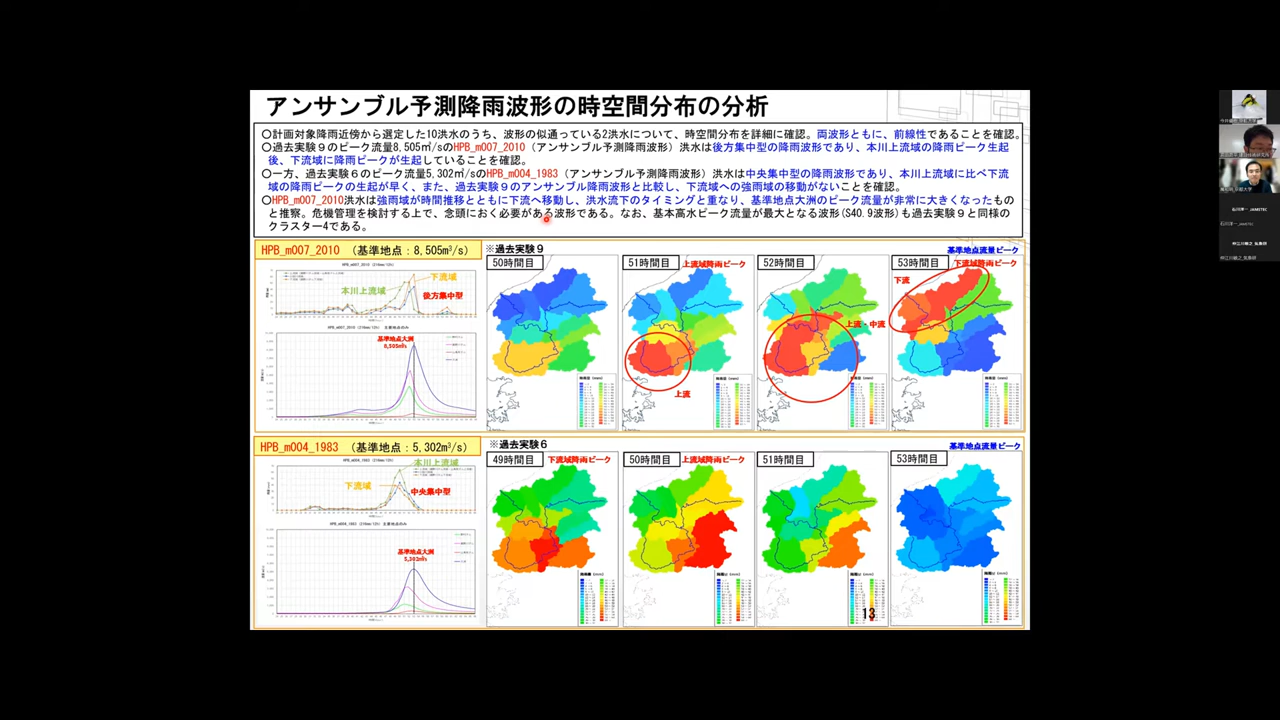 アンサンブル予測降雨波形の時空間分布の分析
〇計画対象降雨近傍から選定した10洪水のうち、波形の似通っている2洪水について、時空間分布を詳細に確認。両波形ともに、前線性であることを確認。
〇過去実験9のピーク流量8,505m³/sのHPB_m007_2010（アンサンブル予測降雨波形）洪水は後方集中型の降雨波形であり、本川上流域の降雨ピーク生起
後、下流域に降雨ピークが生起していることを確認。
〇一方、過去実験6のピーク流量5,302m³/sのHPB_m004_1983（アンサンブル予測降雨波形）洪水は中央集中型の降雨波形であり、本川上流域に比べ下流
域の降雨ピークの生起が早く、また、過去実験9のアンサンブル降雨波形と比較し、下流域への強雨域の移動がないことを確認。
〇HPB_m007_2010洪水は強雨域が時間推移とともに下流へ移動し、洪水流下のタイミングと重なり、基準地点大洲のピーク流量が非常に大きくなったもの
と推察。危機管理を検討する上で、念頭におく必要がある波形である。なお、基本高水ピーク流量が最大となる波形（S40.9波形）も過去実験9と同様の
クラスター4である。
HPB_m007_2010 （基準地点：8,505m³/s）
※過去実験9
基準地点流量ピーク
50時間目
51時間目
上流域降雨ピーク
52時間目
53時間目
下流域降雨ピーク
下流域
本川上流域
後方集中型
基準地点大洲
8,505m³/s
上流
上流・中流
下流
HPB_m004_1983 （基準地点：5,302m³/s）
※過去実験6
基準地点流量ピーク
49時間目
下流域降雨ピーク
50時間目
上流域降雨ピーク
51時間目
53時間目
本川上流域
下流域
中央集中型
基準地点大洲
5,302m³/s
13